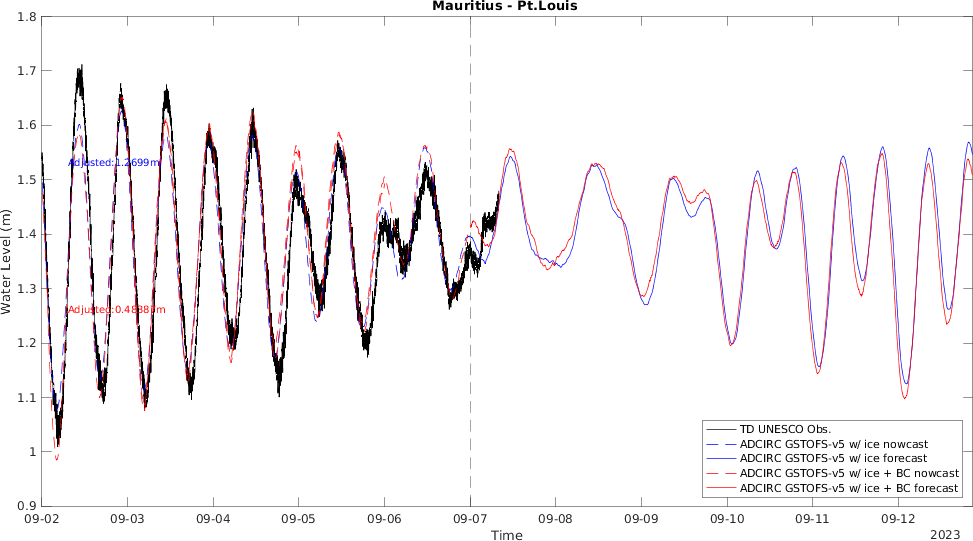 Mauritius - Pt.Louis
1.8
1.7
1.6
1.5
1.4
1.3
1.2
1.1
1
0.9
Water Level (m)
Adjusted:1.2699m
TD UNESCO Obs.
ADCIRC GSTOFS-v5 w/ ice nowcast
ADCIRC GSTOFS-v5 w/ ice forecast
ADCIRC GSTOFS-v5 w/ ice + BC nowcast
ADCIRC GSTOFS-v5 w/ ice + BC forecast
09-02
09-03
09-04
09-05
09-06
09-07
09-08
09-09
09-10
09-11
09-12
Time
2023